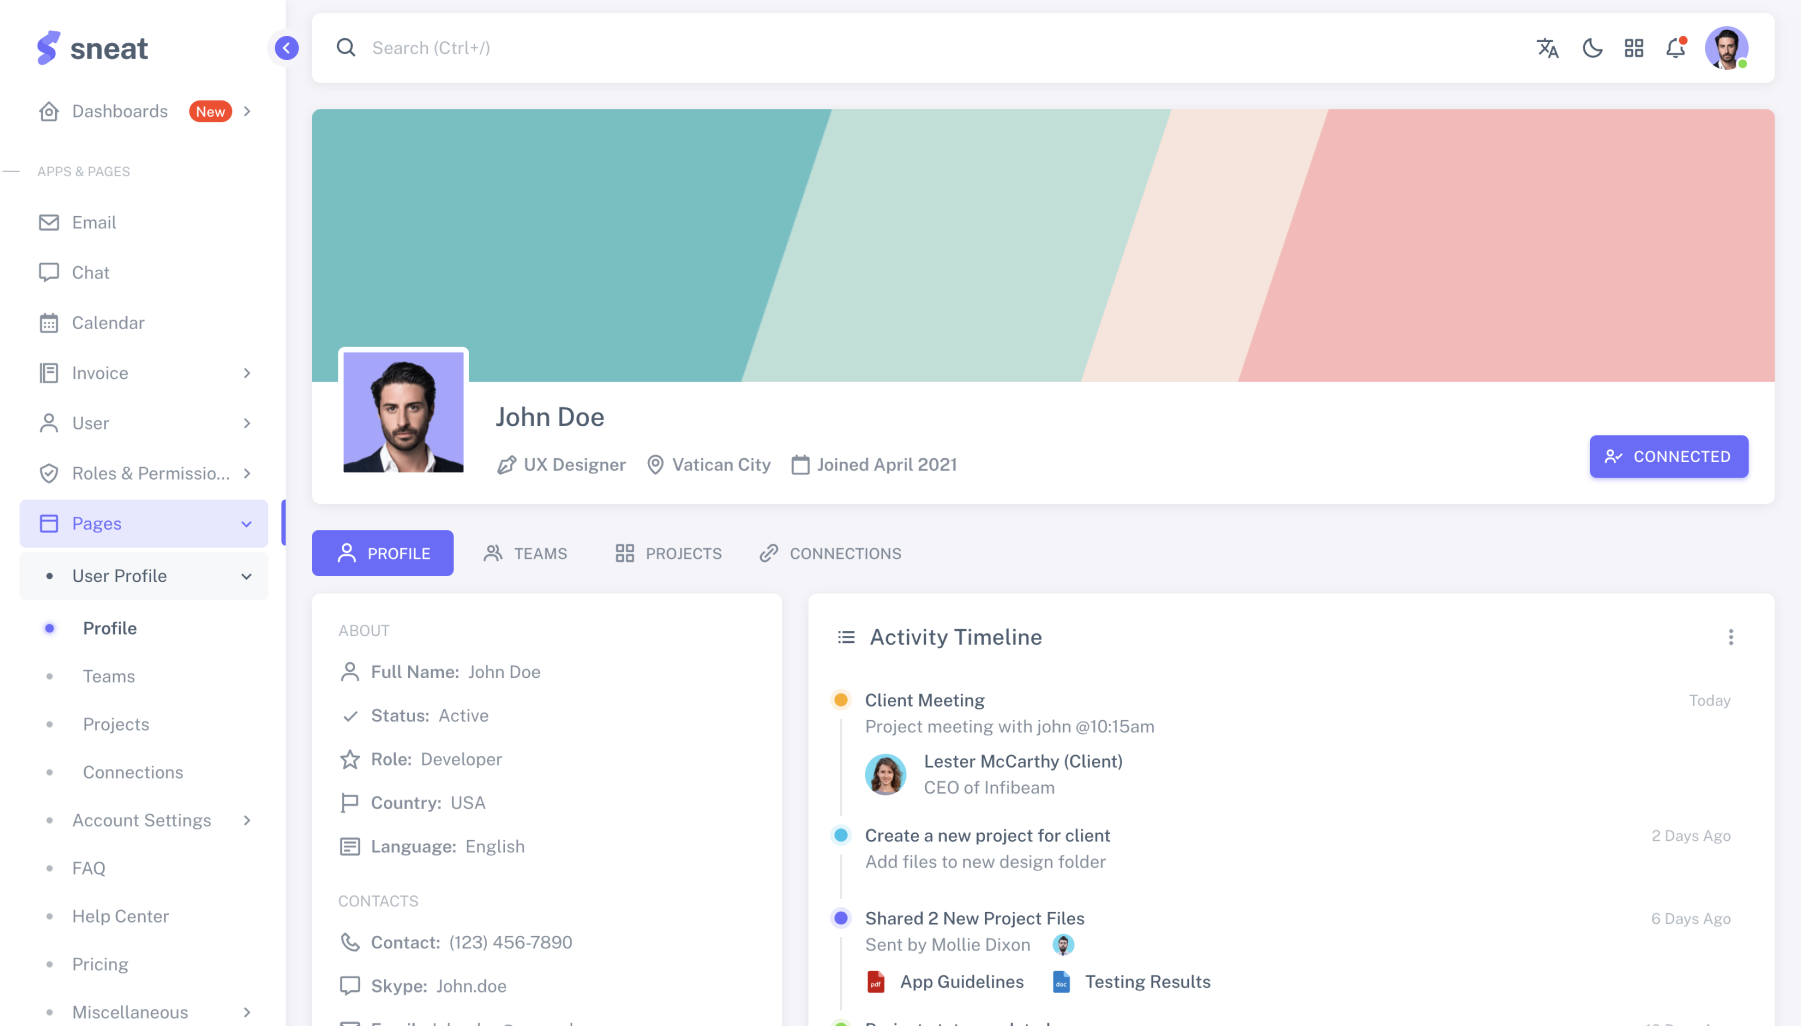 sneat
Search (Ctrl+/)
Dashboards New
APPS & PAGES
Email
Chat
Calendar
Invoice
User
Roles & Permissio...
Pages
User Profile
Profile
Teams
Projects
Connections
Account Settings
FAQ
Help Center
Pricing
Miscellaneous
John Doe
UX Designer Vatican City Joined April 2021
CONNECTED
PROFILE TEAMS PROJECTS CONNECTIONS
ABOUT
Full Name: John Doe
Status: Active
Role: Developer
Country: USA
Language: English
CONTACTS
Contact: (123) 456-7890
Skype: John.doe
Activity Timeline
Client Meeting Today
Project meeting with john @10:15am
Lester McCarthy (Client)
CEO of Infibeam
Create a new project for client 2 Days Ago
Add files to new design folder
Shared 2 New Project Files 6 Days Ago
Sent by Mollie Dixon
pdf App Guidelines doc Testing Results